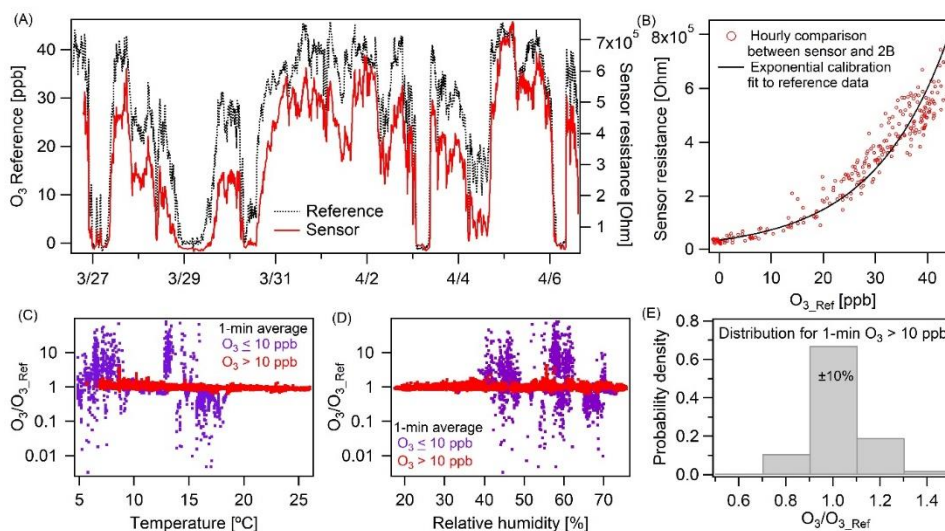 (A)
O3 Reference [ppb]
40
30
20
10
0
7x10^5
6
5
4
3
2
1
Sensor resistance [Ohm]
Reference
Sensor
3/27 3/29 3/31 4/2 4/4 4/6
(B)
Sensor resistance [Ohm]
8x10^5
6
4
2
0
Hourly comparison
between sensor and 2B
Exponential calibration
fit to reference data
0 10 20 30 40
O3_Ref [ppb]
(C)
O3/O3_Ref
10
1
0.1
0.01
1-min average
O3 ≤ 10 ppb
O3 > 10 ppb
5 10 15 20 25
Temperature [ºC]
(D)
O3/O3_Ref
10
1
0.1
0.01
1-min average
O3 ≤ 10 ppb
O3 > 10 ppb
20 30 40 50 60 70
Relative humidity [%]
(E)
Probability density
0.8
0.6
0.4
0.2
0.0
Distribution for 1-min O3 > 10 ppb
±10%
0.6 0.8 1.0 1.2 1.4
O3/O3_Ref